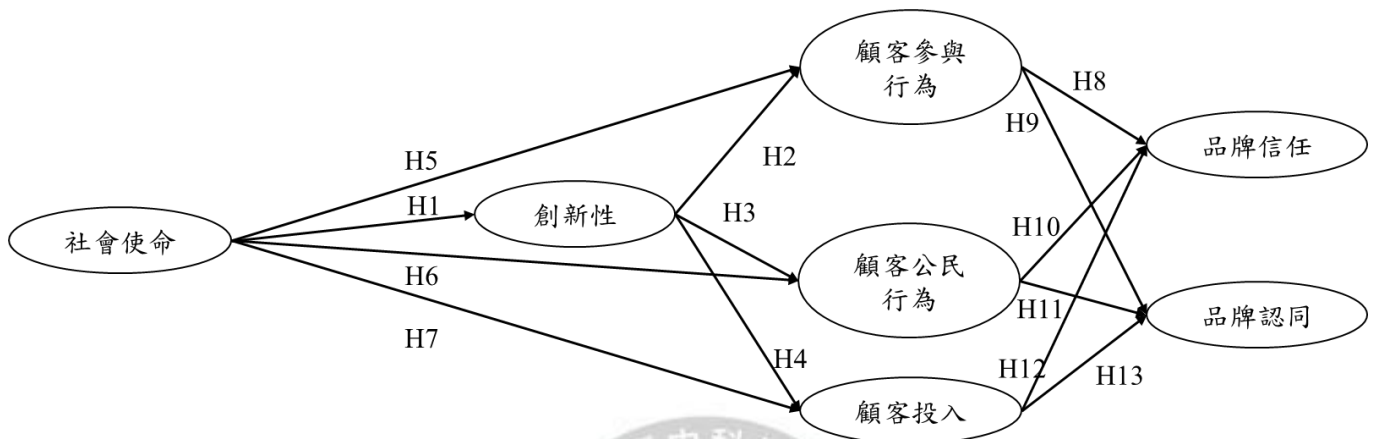 顧客參與
行為
H8
H9
品牌信任
H2
H5
H1
創新性
H3
社會使命
H10
顧客公民
行為
H6
H11
品牌認同
H7
H4
H12
H13
顧客投入